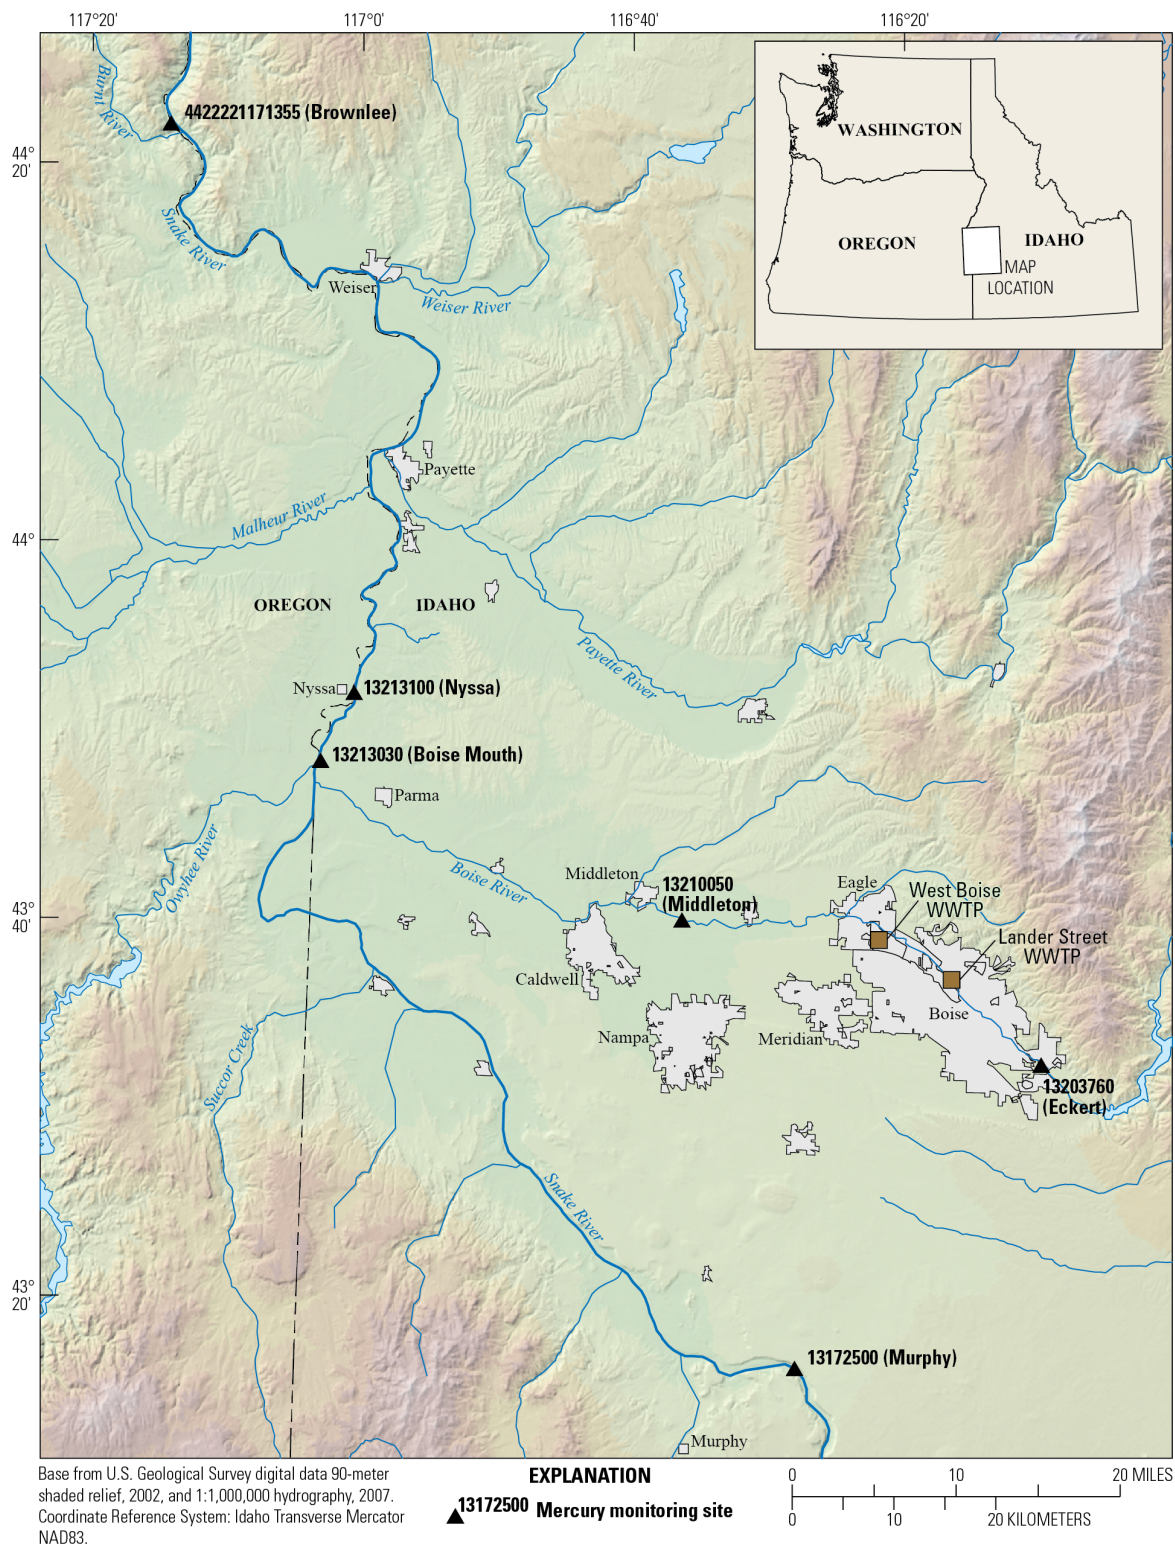 117°20'
117°0'
116°40'
116°20'
44°
20'
44°
43°
40'
43°
20'
Burnt
River
4422221171355 (Brownlee)
Snake River
Weiser
Weiser River
WASHINGTON
OREGON
IDAHO
MAP
LOCATION
Payette
Malheur River
OREGON
IDAHO
Payette River
Nyssa
13213100 (Nyssa)
13213030 (Boise Mouth)
Parma
Owyhee River
Boise River
Middleton
13210050
(Middleton)
Eagle
West Boise
WWTP
Lander Street
WWTP
Caldwell
Boise
Nampa
Meridian
Succor Creek
13203760
(Eckert)
Snake River
13172500 (Murphy)
Murphy
Base from U.S. Geological Survey digital data 90-meter
shaded relief, 2002, and 1:1,000,000 hydrography, 2007.
Coordinate Reference System: Idaho Transverse Mercator
NAD83.
EXPLANATION
13172500 Mercury monitoring site
0 10 20 MILES
0 10 20 KILOMETERS